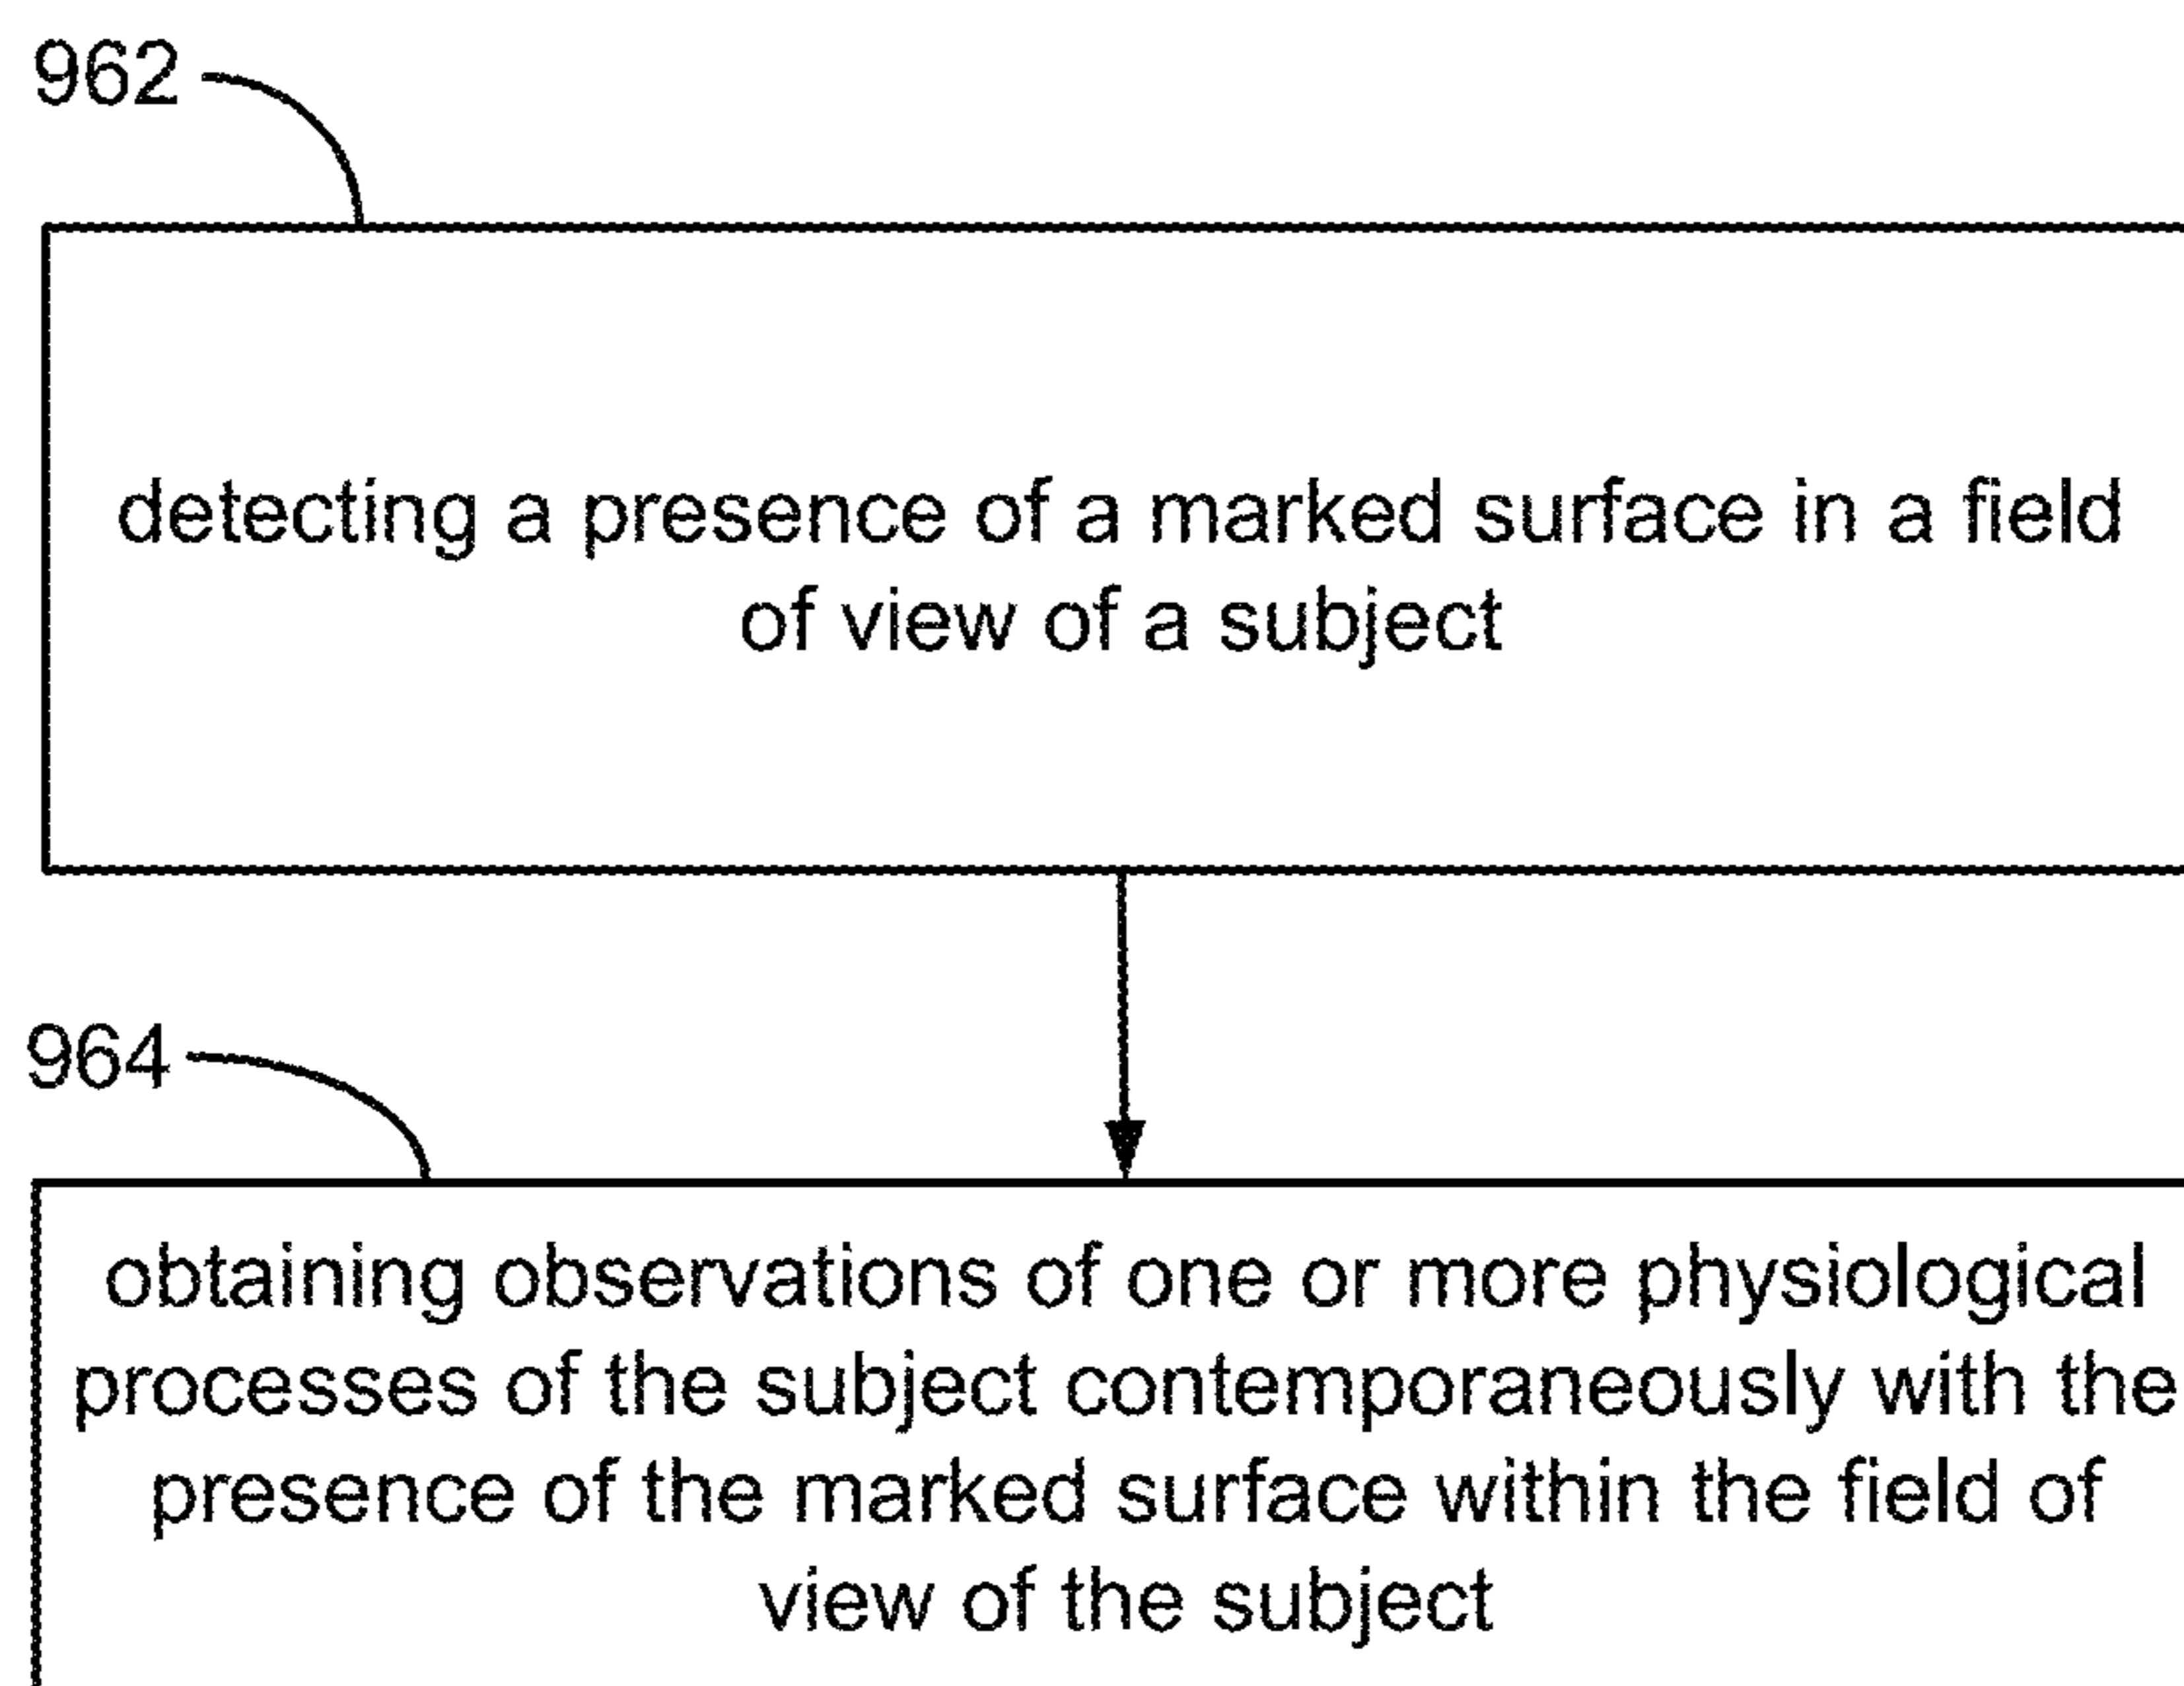 962
detecting a presence of a marked surface in a field
of view of a subject
964
obtaining observations of one or more physiological
processes of the subject contemporaneously with the
presence of the marked surface within the field of
view of the subject